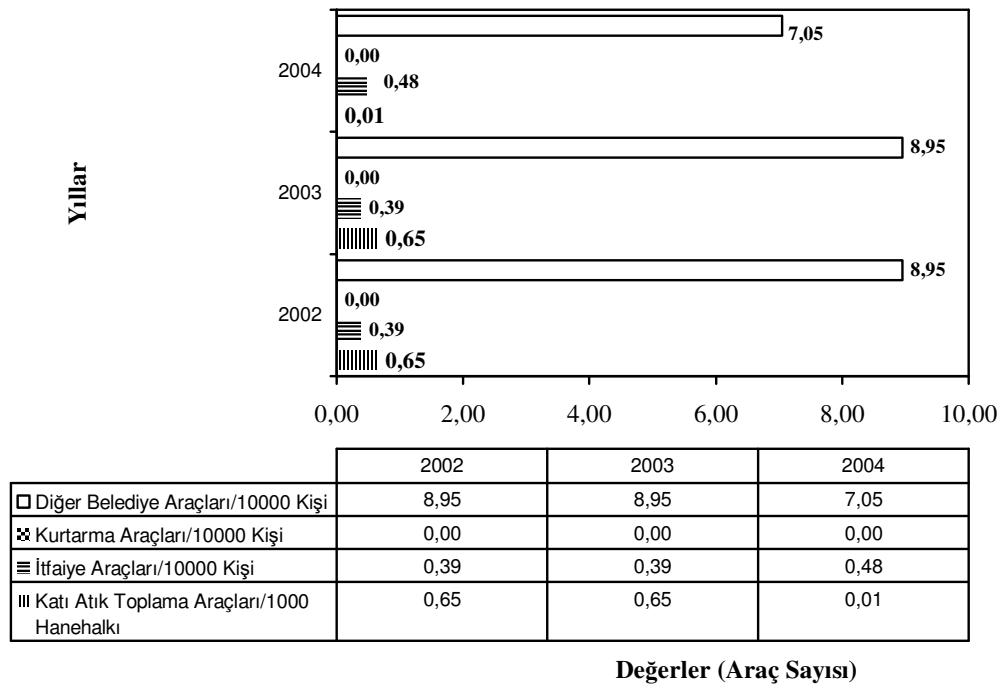 7,05
0,00
2004
0,48
0,01
8,95
0,00
Yıllar
2003
0,39
0,65
8,95
0,00
2002
0,39
0,65
0,00 2,00 4,00 6,00 8,00 10,00
2002 2003 2004
Diğer Belediye Araçları/10000 Kişi 8,95 8,95 7,05
Kurtarma Araçları/10000 Kişi 0,00 0,00 0,00
İtfaiye Araçları/10000 Kişi 0,39 0,39 0,48
Katı Atık Toplama Araçları/1000 0,65 0,65 0,01
Hanehalkı
Değerler (Araç Sayısı)